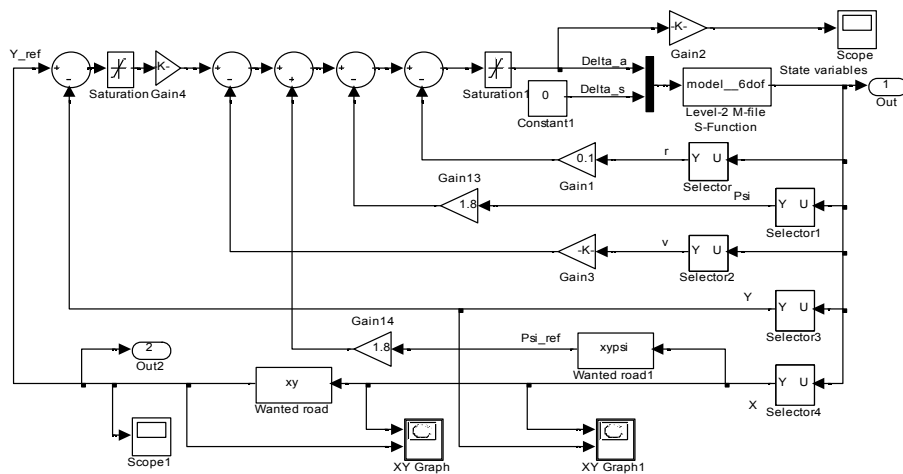 Y_ref
+
-
Saturation
K-
Gain4
+
-
+
+
+
-
+
-
Saturation1
-K-
Gain2
Scope
Delta_a
0
Delta_s
Constant1
model__6dof
Level-2 M-file
S-Function
State variables
1
Out
0.1
Gain1
r
Y U
Selector
Gain13
1.8
Psi
Y U
Selector1
-K-
Gain3
v
Y U
Selector2
Y
Y U
Selector3
Gain14
1.8
Psi_ref
xypsi
Wanted road1
2
Out2
xy
Wanted road
X
Y U
Selector4
Scope1
XY Graph
XY Graph1